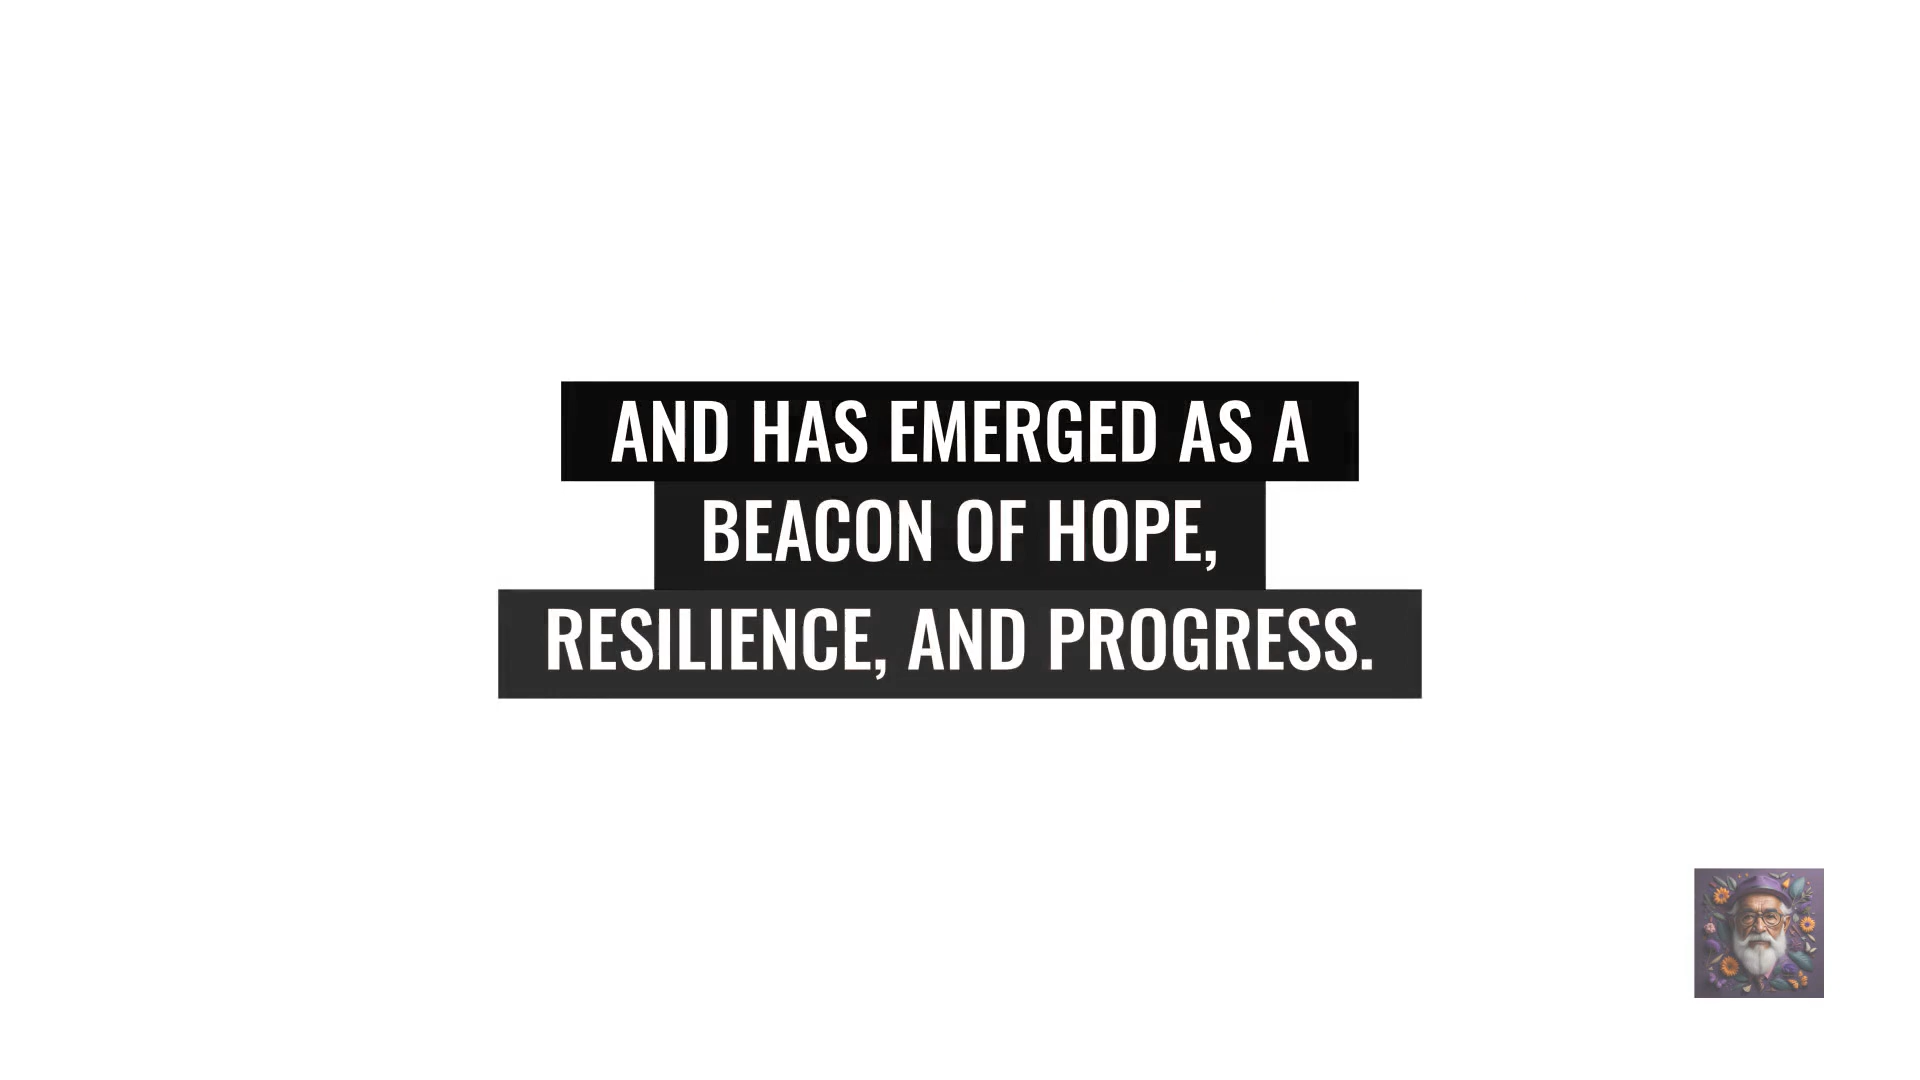 AND HAS EMERGED AS A
BEACON OF HOPE,
RESILIENCE, AND PROGRESS.